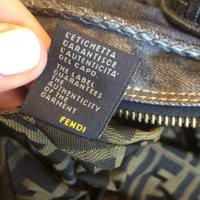 L'ETICHETTA
GARANTISCE
L'AUTENTICITA'
DEL CAPO
THE LABEL
GUARANTEES
THE
AUTHENTICITY
OF THE
GARMENT
FENDI